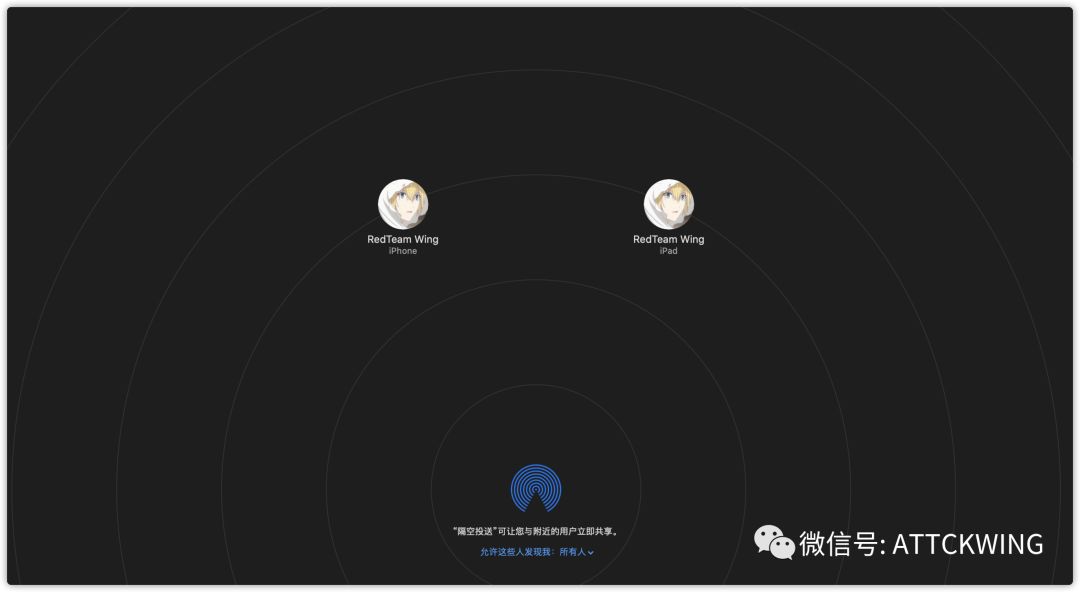 RedTeam Wing
iPhone
RedTeam Wing
iPad
“隔空投送”可让您与附近的用户立即共享。
允许这些人发现我：所有人
微信号: ATTCKWING